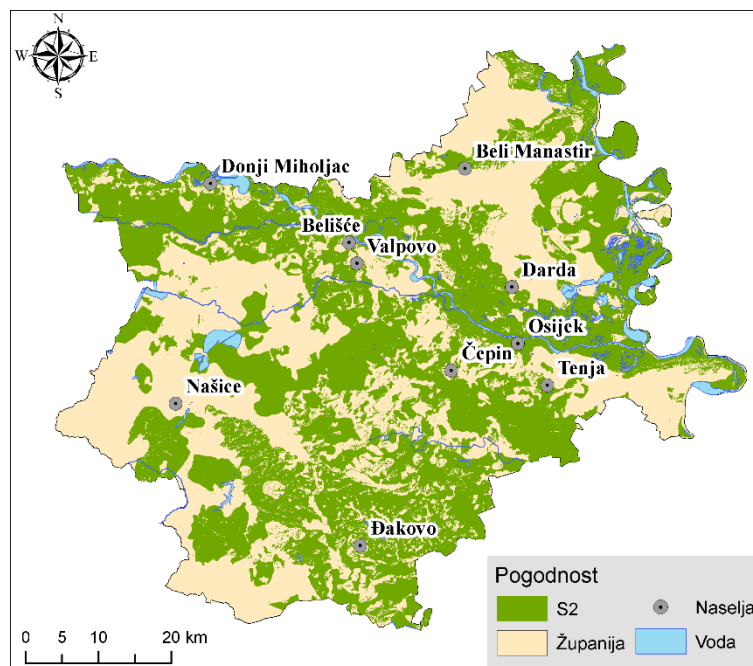 N
W E
S
Donji Miholjac
Beli Manastir
Belišće
Valpovo
Darda
Osijek
Čepin
Tenja
Našice
Đakovo
Pogodnost
S2
Naselja
Županija
Voda
0 5 10 20 km